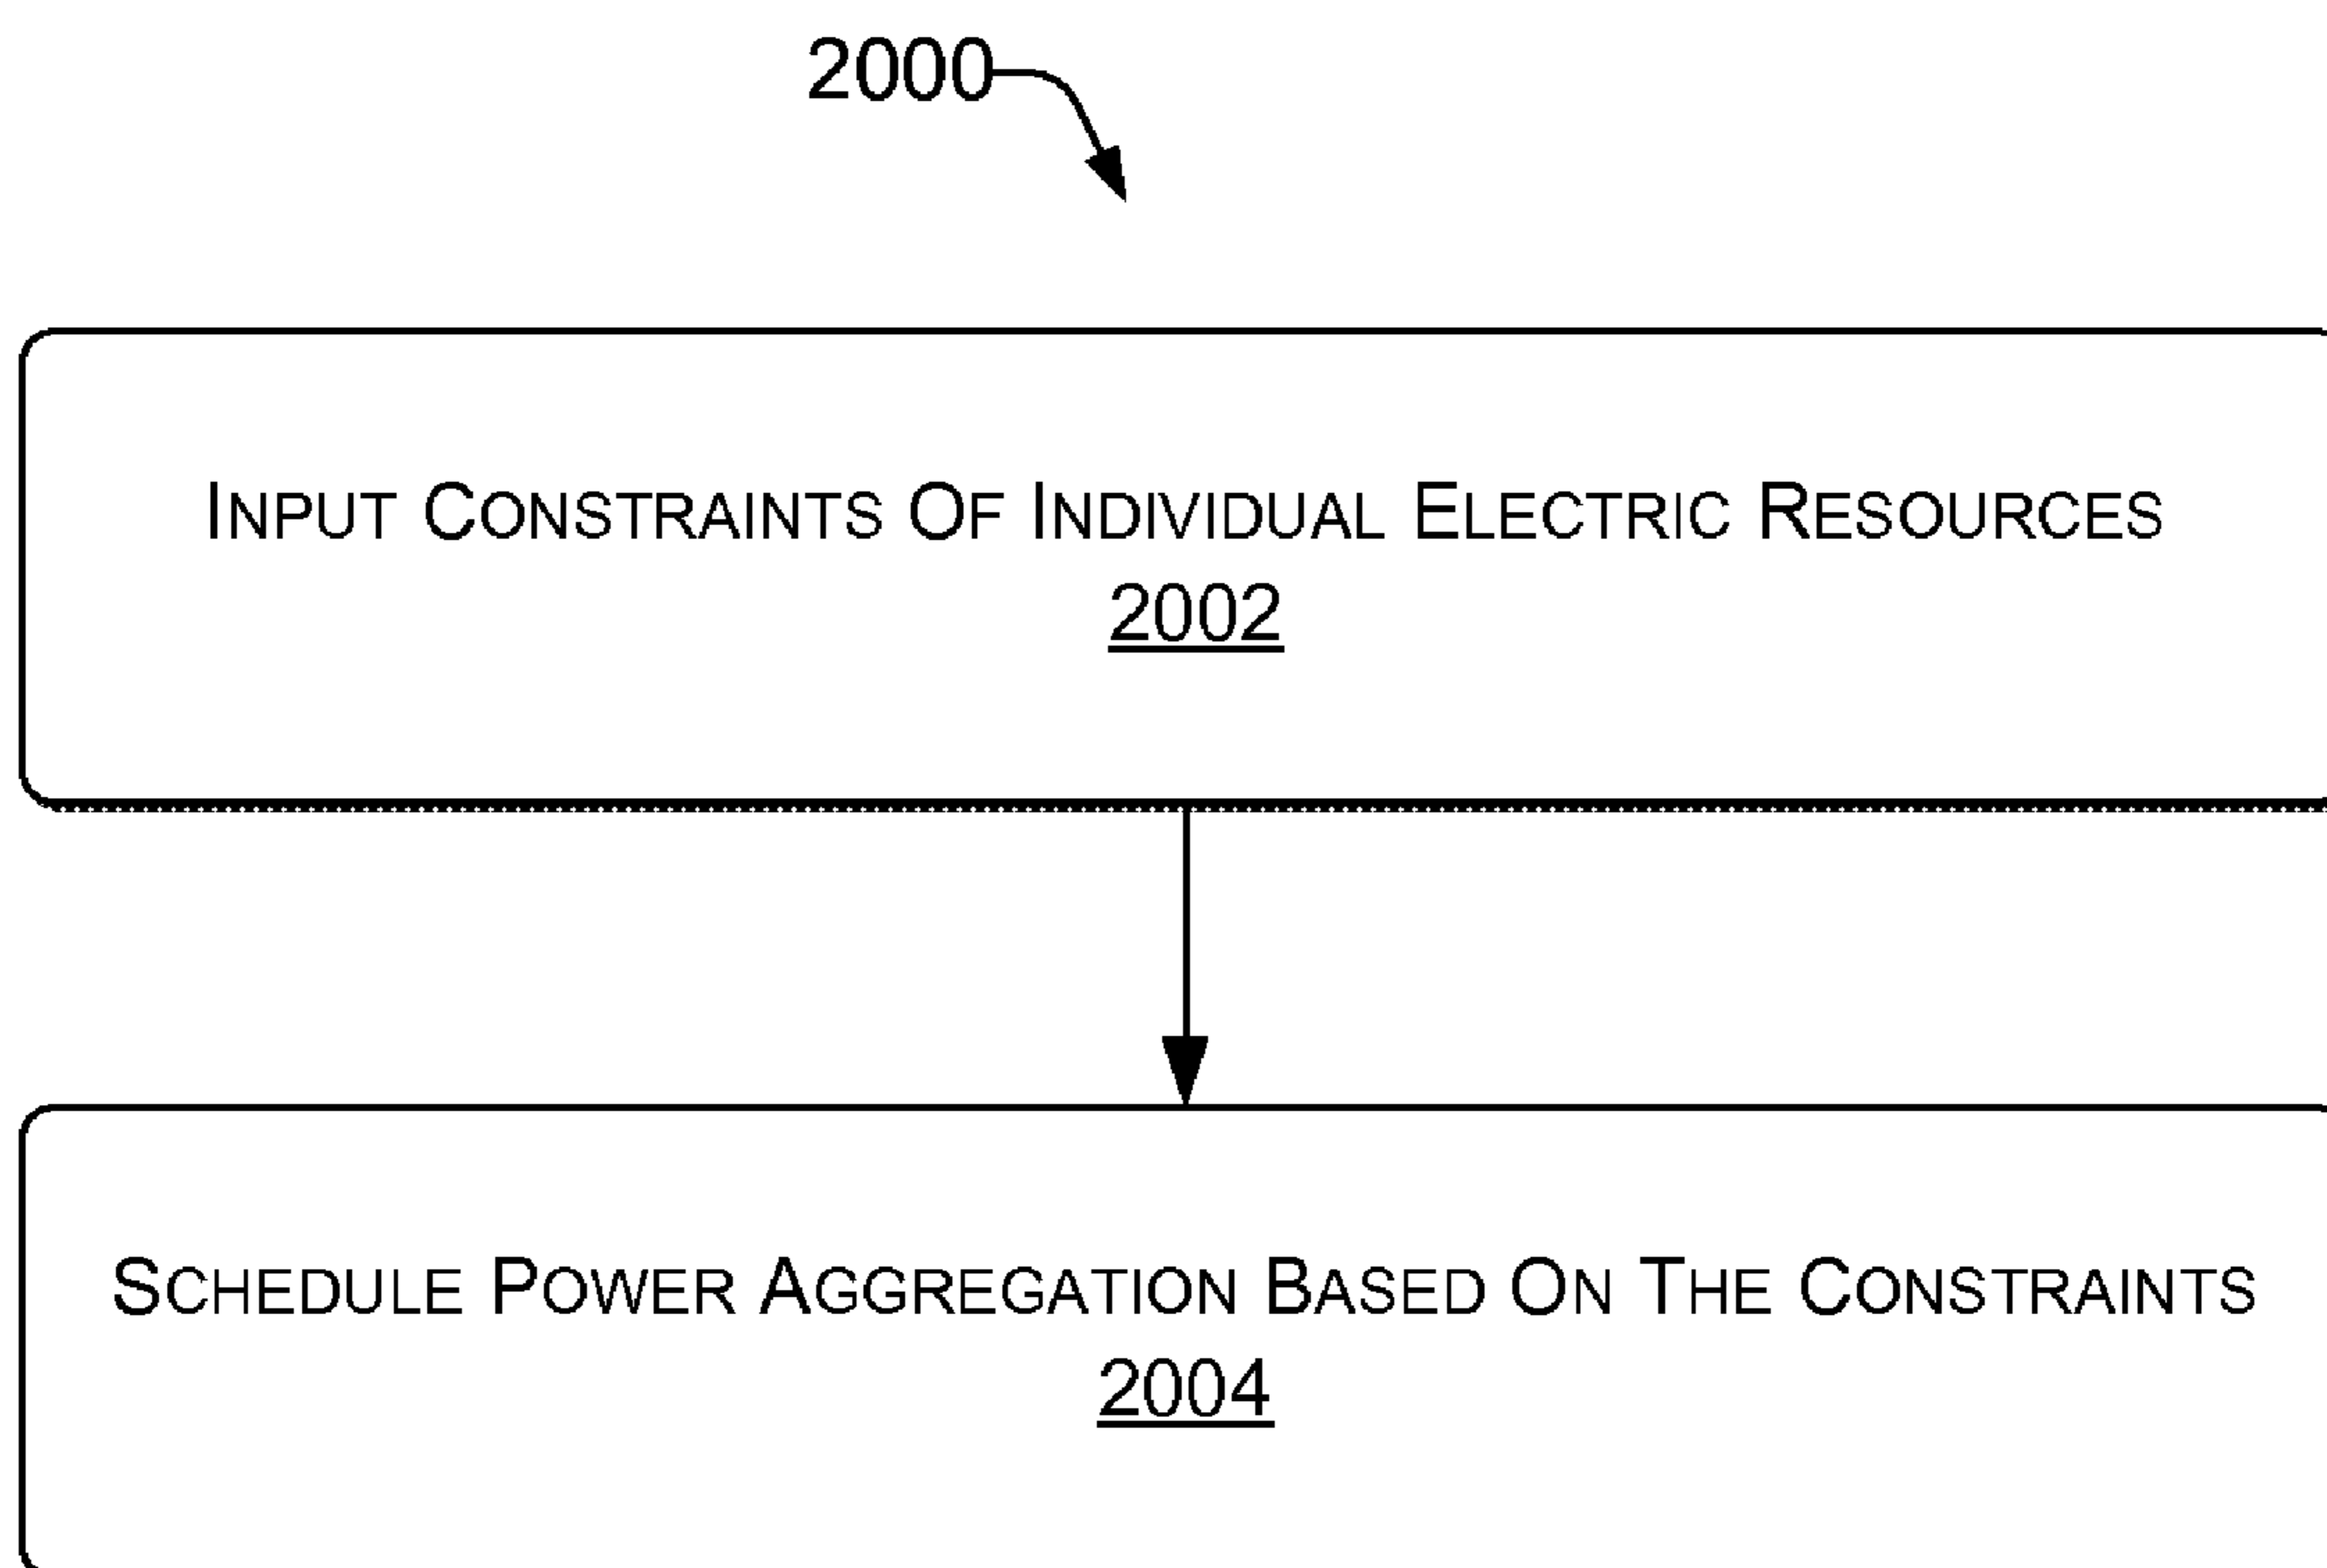 2000
INPUT CONSTRAINTS OF INDIVIDUAL ELECTRIC RESOURCES
2002
SCHEDULE POWER AGGREGATION BASED ON THE CONSTRAINTS
2004